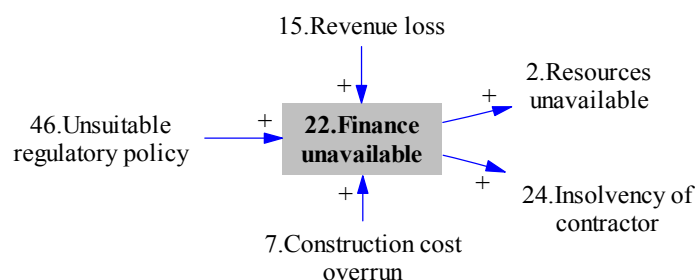 15.Revenue loss
+
2.Resources
unavailable
+
46.Unsuitable
regulatory policy
+
22.Finance
unavailable
+
24.Insolvency of
contractor
+
7.Construction cost
overrun